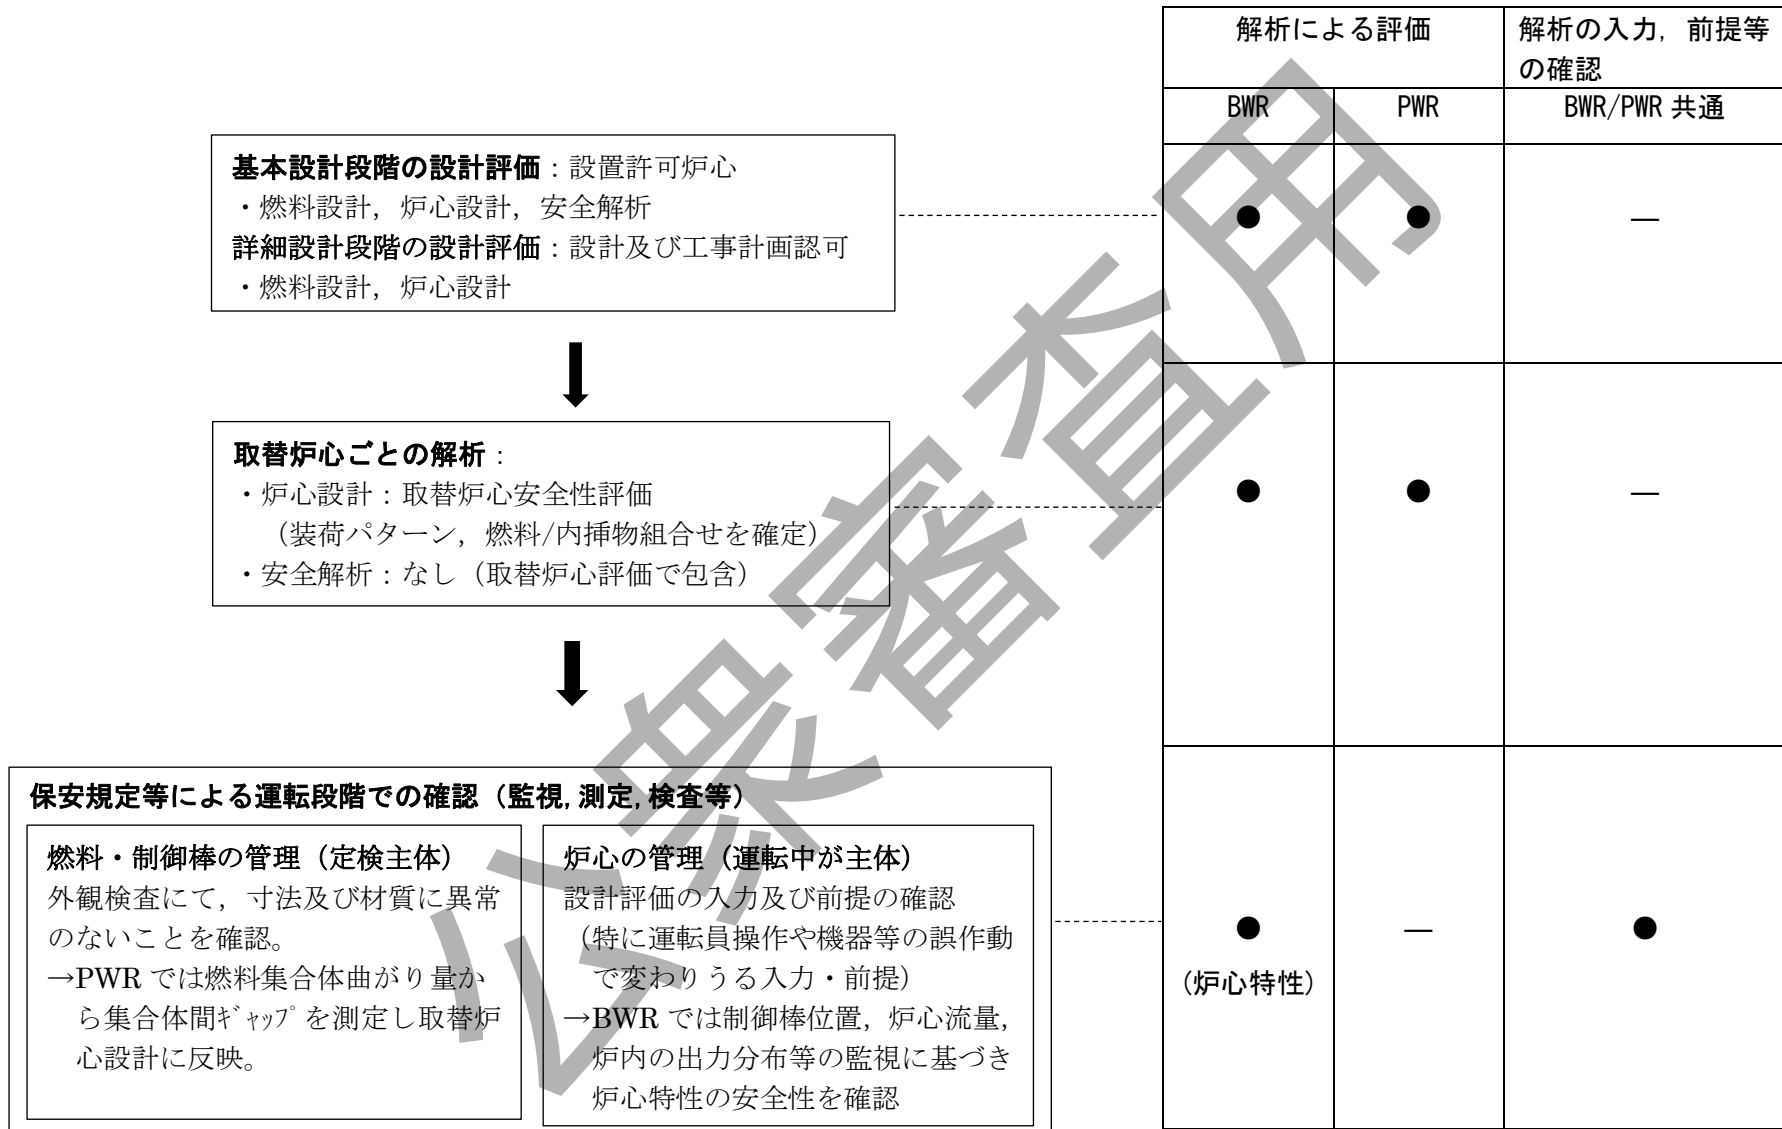 解析による評価
解析の入力，前提等
の確認
BWR
PWR
BWR/PWR 共通
基本設計段階の設計評価：設置許可炉心
・燃料設計，炉心設計，安全解析
詳細設計段階の設計評価：設計及び工事計画認可
・燃料設計，炉心設計
●
●
―
取替炉心ごとの解析：
・炉心設計：取替炉心安全性評価
（装荷パターン，燃料/内挿物組合せを確定）
・安全解析：なし（取替炉心評価で包含）
●
●
―
保安規定等による運転段階での確認（監視,測定,検査等）
燃料・制御棒の管理（定検主体）
外観検査にて，寸法及び材質に異常
のないことを確認。
→PWR では燃料集合体曲がり量か
ら集合体間ｷﾞｬｯﾌﾟを測定し取替炉
心設計に反映。
炉心の管理（運転中が主体）
設計評価の入力及び前提の確認
（特に運転員操作や機器等の誤作動
で変わりうる入力・前提）
→BWR では制御棒位置，炉心流量，
炉内の出力分布等の監視に基づき
炉心特性の安全性を確認
●
(炉心特性)
―
●
公衆審査用